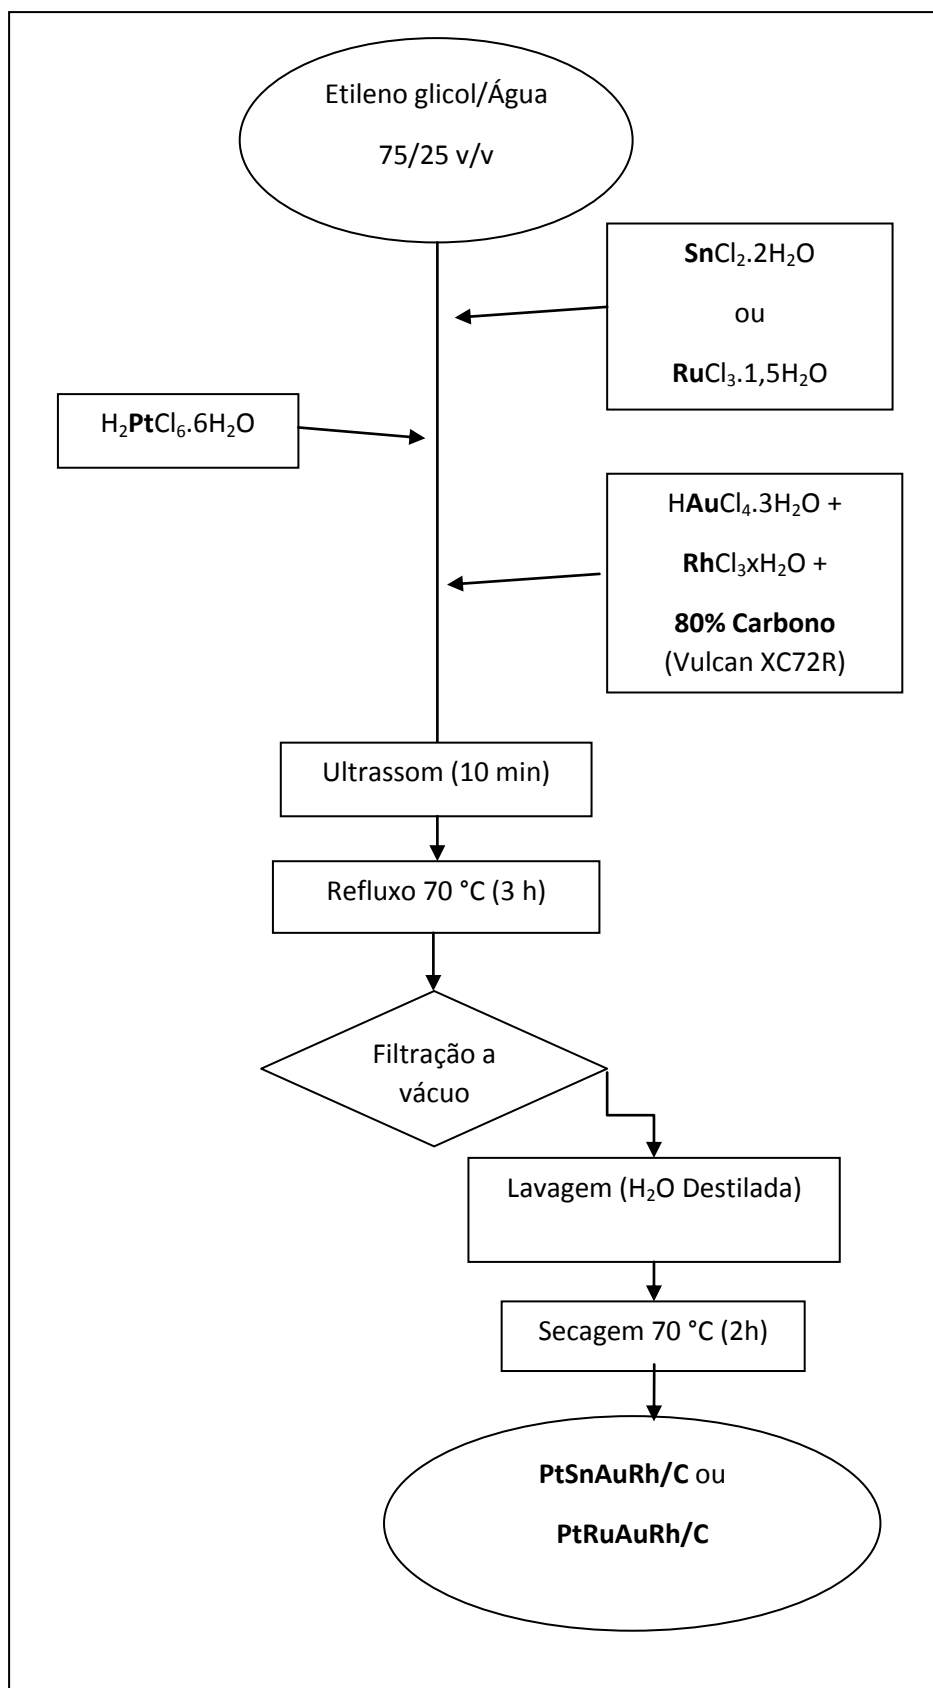 Etileno glicol/Água
75/25 v/v
SnCl₂.2H₂O
ou
RuCl₃.1,5H₂O
H₂PtCl₆.6H₂O
HAuCl₄.3H₂O +
RhCl₃xH₂O +
80% Carbono
(Vulcan XC72R)
Ultrassom (10 min)
Refluxo 70 °C (3 h)
Filtração a
vácuo
Lavagem (H₂O Destilada)
Secagem 70 °C (2h)
PtSnAuRh/C ou
PtRuAuRh/C